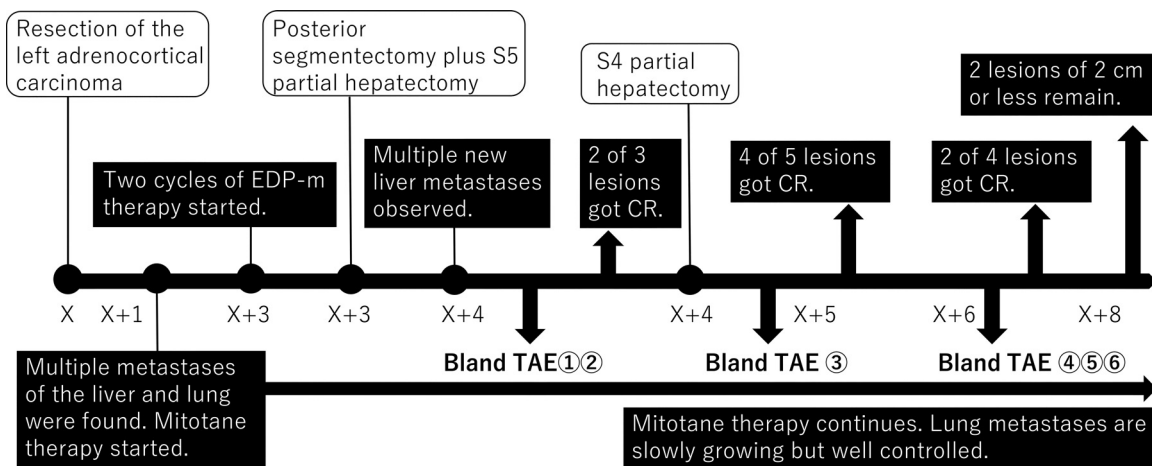 Resection of the
left adrenocortical
carcinoma
Posterior
segmentectomy plus S5
partial hepatectomy
S4 partial
hepatectomy
2 lesions of 2 cm
or less remain.
Two cycles of EDP-m
therapy started.
Multiple new
liver metastases
observed.
2 of 3
lesions
got CR.
4 of 5 lesions
got CR.
2 of 4 lesions
got CR.
X
X+1
X+3
X+3
X+4
X+4
X+5
X+6
X+8
Bland TAE①②
Bland TAE ③
Bland TAE ④⑤⑥
Multiple metastases
of the liver and lung
were found. Mitotane
therapy started.
Mitotane therapy continues. Lung metastases are
slowly growing but well controlled.